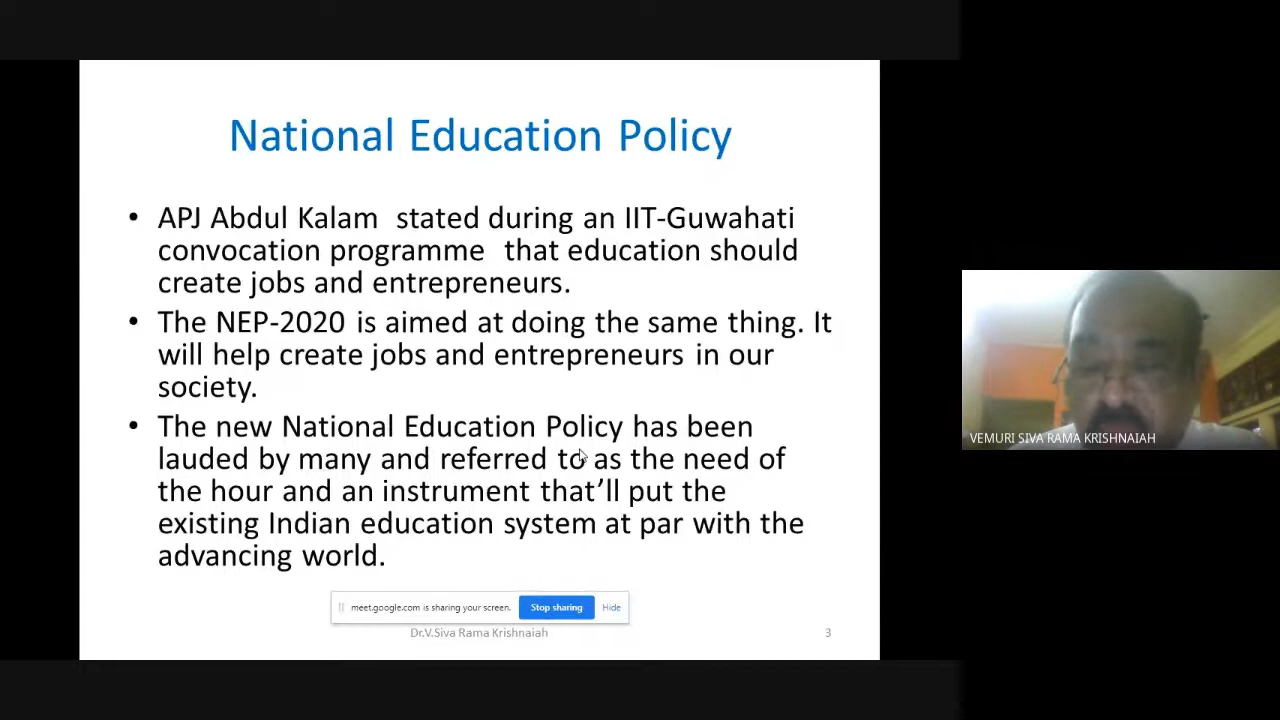 National Education Policy
• APJ Abdul Kalam stated during an IIT-Guwahati
convocation programme that education should
create jobs and entrepreneurs.
• The NEP-2020 is aimed at doing the same thing. It
will help create jobs and entrepreneurs in our
society.
• The new National Education Policy has been
lauded by many and referred to as the need of
the hour and an instrument that’ll put the
existing Indian education system at par with the
advancing world.
meet.google.com is sharing your screen. Stop sharing Hide
Dr.V.Siva Rama Krishnaiah 3
VEMURI SIVA RAMA KRISHNAIAH